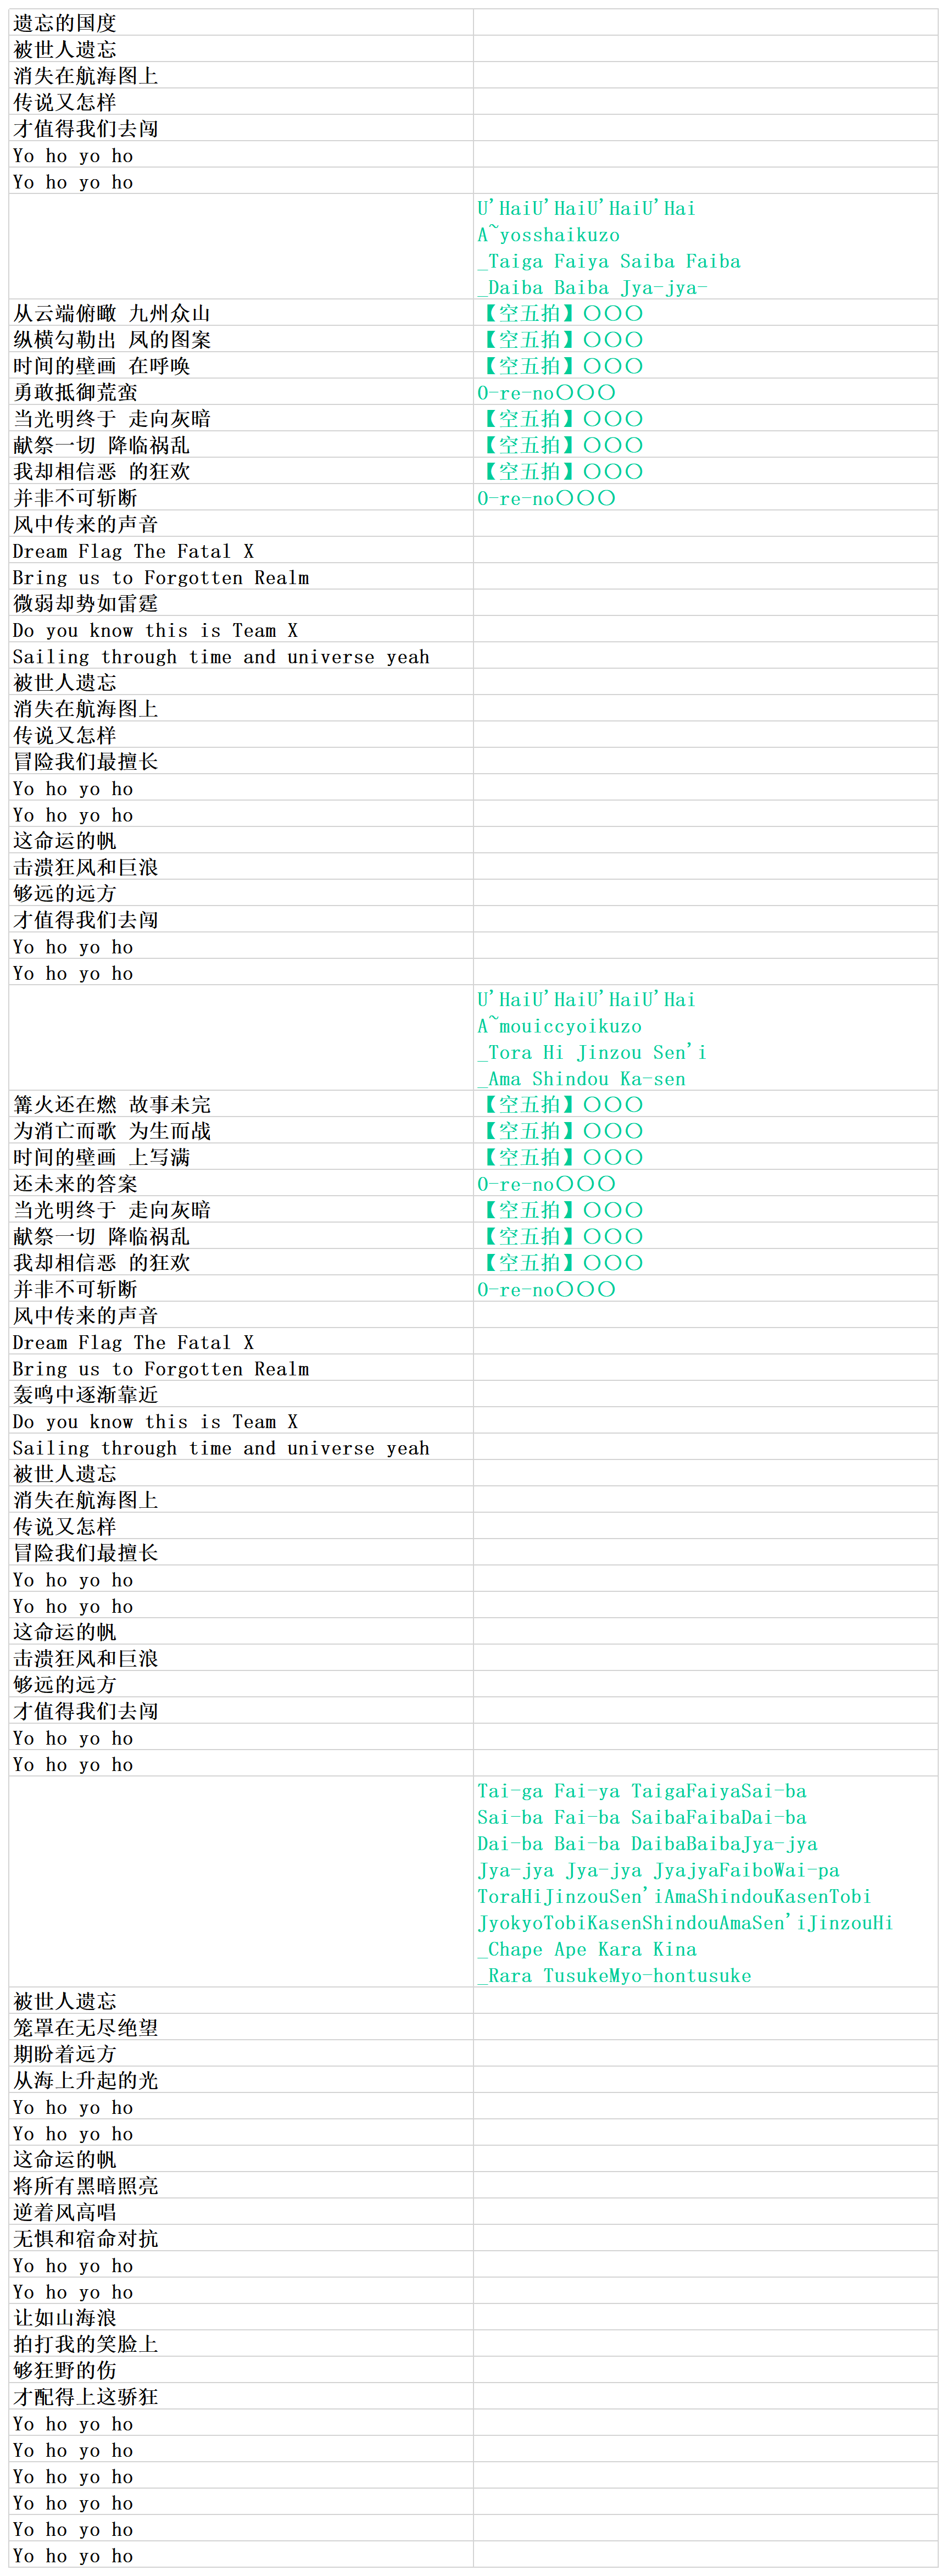 遗忘的国度
被世人遗忘
消失在航海图上
传说又怎样
才值得我们去闯
Yo ho yo ho
Yo ho yo ho
U'HaiU'HaiU'HaiU'Hai
A~yosshaikuzo
_Taiga Faiya Saiba Faiba
_Daiba Baiba Jya-jya-
从云端俯瞰 九州众山 【空五拍】〇〇〇
纵横勾勒出 凤的图案 【空五拍】〇〇〇
时间的壁画 在呼唤 【空五拍】〇〇〇
勇敢抵御荒蛮 O-re-no〇〇〇
当光明终于 走向灰暗 【空五拍】〇〇〇
献祭一切 降临祸乱 【空五拍】〇〇〇
我却相信恶 的狂欢 【空五拍】〇〇〇
并非不可斩断 O-re-no〇〇〇
风中传来的声音
Dream Flag The Fatal X
Bring us to Forgotten Realm
微弱却势如雷霆
Do you know this is Team X
Sailing through time and universe yeah
被世人遗忘
消失在航海图上
传说又怎样
冒险我们最擅长
Yo ho yo ho
Yo ho yo ho
这命运的帆
击溃狂风和巨浪
够远的远方
才值得我们去闯
Yo ho yo ho
Yo ho yo ho
U'HaiU'HaiU'HaiU'Hai
A~mouiccyoikuzo
_Tora Hi Jinzou Sen'i
_Ama Shindou Ka-sen
篝火还在燃 故事未完 【空五拍】〇〇〇
为消亡而歌 为生而战 【空五拍】〇〇〇
时间的壁画 上写满 【空五拍】〇〇〇
还未来的答案 O-re-no〇〇〇
当光明终于 走向灰暗 【空五拍】〇〇〇
献祭一切 降临祸乱 【空五拍】〇〇〇
我却相信恶 的狂欢 【空五拍】〇〇〇
并非不可斩断 O-re-no〇〇〇
风中传来的声音
Dream Flag The Fatal X
Bring us to Forgotten Realm
轰鸣中逐渐靠近
Do you know this is Team X
Sailing through time and universe yeah
被世人遗忘
消失在航海图上
传说又怎样
冒险我们最擅长
Yo ho yo ho
Yo ho yo ho
这命运的帆
击溃狂风和巨浪
够远的远方
才值得我们去闯
Yo ho yo ho
Yo ho yo ho
Tai-ga Fai-ya TaigaFaiyaSai-ba
Sai-ba Fai-ba SaibaFaibaDai-ba
Dai-ba Bai-ba DaibaBaibaJya-jya
Jya-jya Jya-jya JyajyaFaiboWai-pa
ToraHiJinzouSen'iAmaShindouKasenTobi
JyokyoTobiKasenShindouAmaSen'iJinzouHi
_Chape Ape Kara Kina
_Rara TusukeMyo-hontusuke
被世人遗忘
笼罩在无尽绝望
期盼着远方
从海上升起的光
Yo ho yo ho
Yo ho yo ho
这命运的帆
将所有黑暗照亮
逆着风高唱
无惧和宿命对抗
Yo ho yo ho
Yo ho yo ho
让如山海浪
拍打我的笑脸上
够狂野的伤
才配得上这骄狂
Yo ho yo ho
Yo ho yo ho
Yo ho yo ho
Yo ho yo ho
Yo ho yo ho
Yo ho yo ho